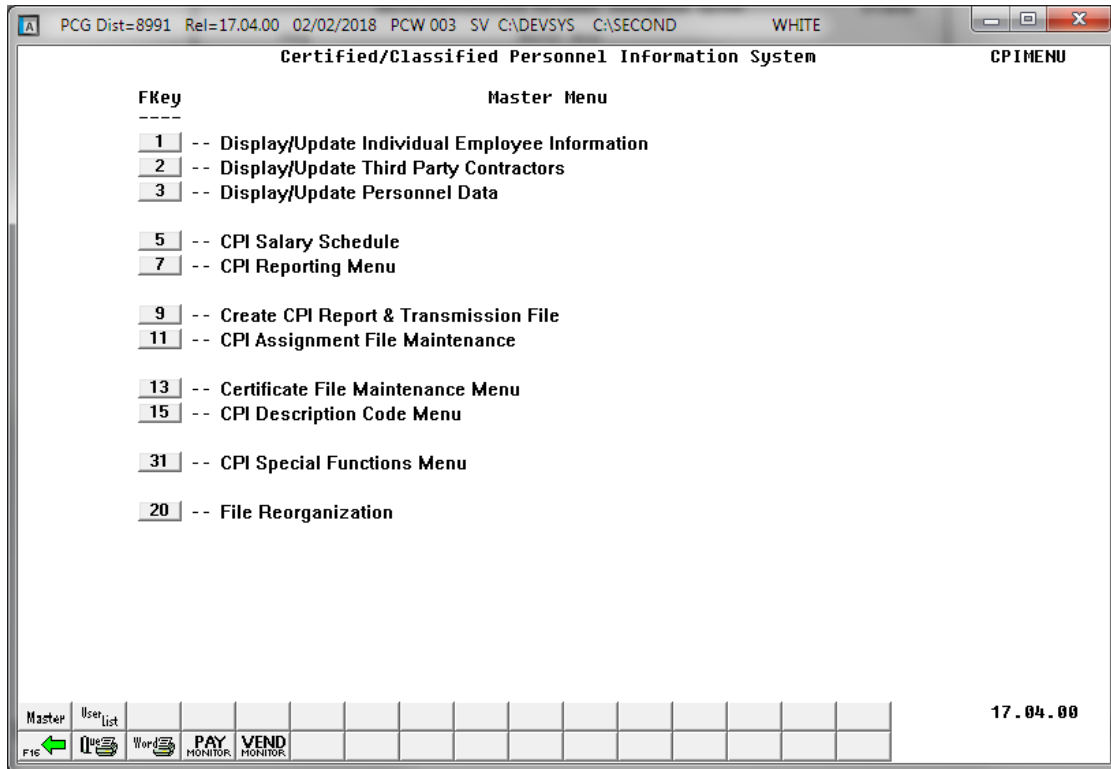 A PCG Dist=8991 Rel=17.04.00 02/02/2018 PCW 003 SV C:\DEVSYS C:\SECOND WHITE
Certified/Classified Personnel Information System CPIMENU
FKey Master Menu
----
1 -- Display/Update Individual Employee Information
2 -- Display/Update Third Party Contractors
3 -- Display/Update Personnel Data
5 -- CPI Salary Schedule
7 -- CPI Reporting Menu
9 -- Create CPI Report & Transmission File
11 -- CPI Assignment File Maintenance
13 -- Certificate File Maintenance Menu
15 -- CPI Description Code Menu
31 -- CPI Special Functions Menu
20 -- File Reorganization
Master User List 17.04.00
F16 Que Word PAY MONITOR VEND MONITOR